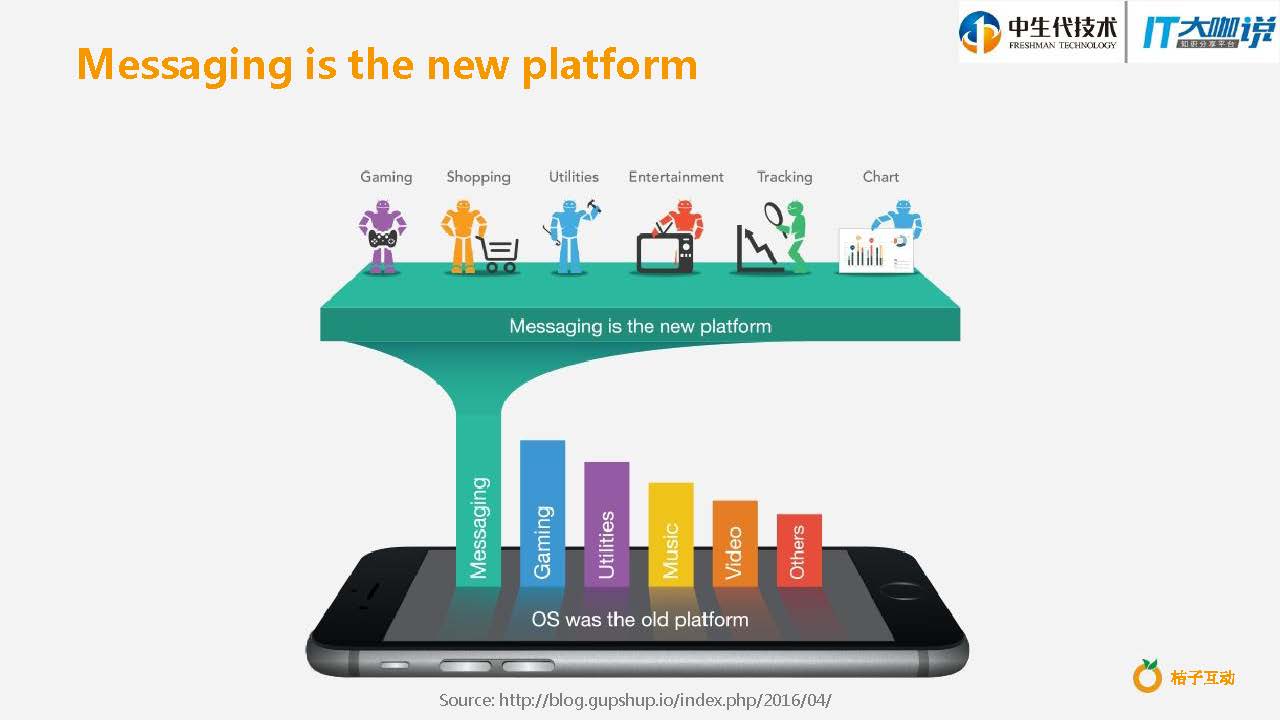 中生代技术
FRESHMAN TECHNOLOGY
IT大咖说
知识分享平台
Messaging is the new platform
Gaming Shopping Utilities Entertainment Tracking Chart
Messaging is the new platform
Messaging Gaming Utilities Music Video Others
OS was the old platform
桔子互动
Source: http://blog.gupshup.io/index.php/2016/04/